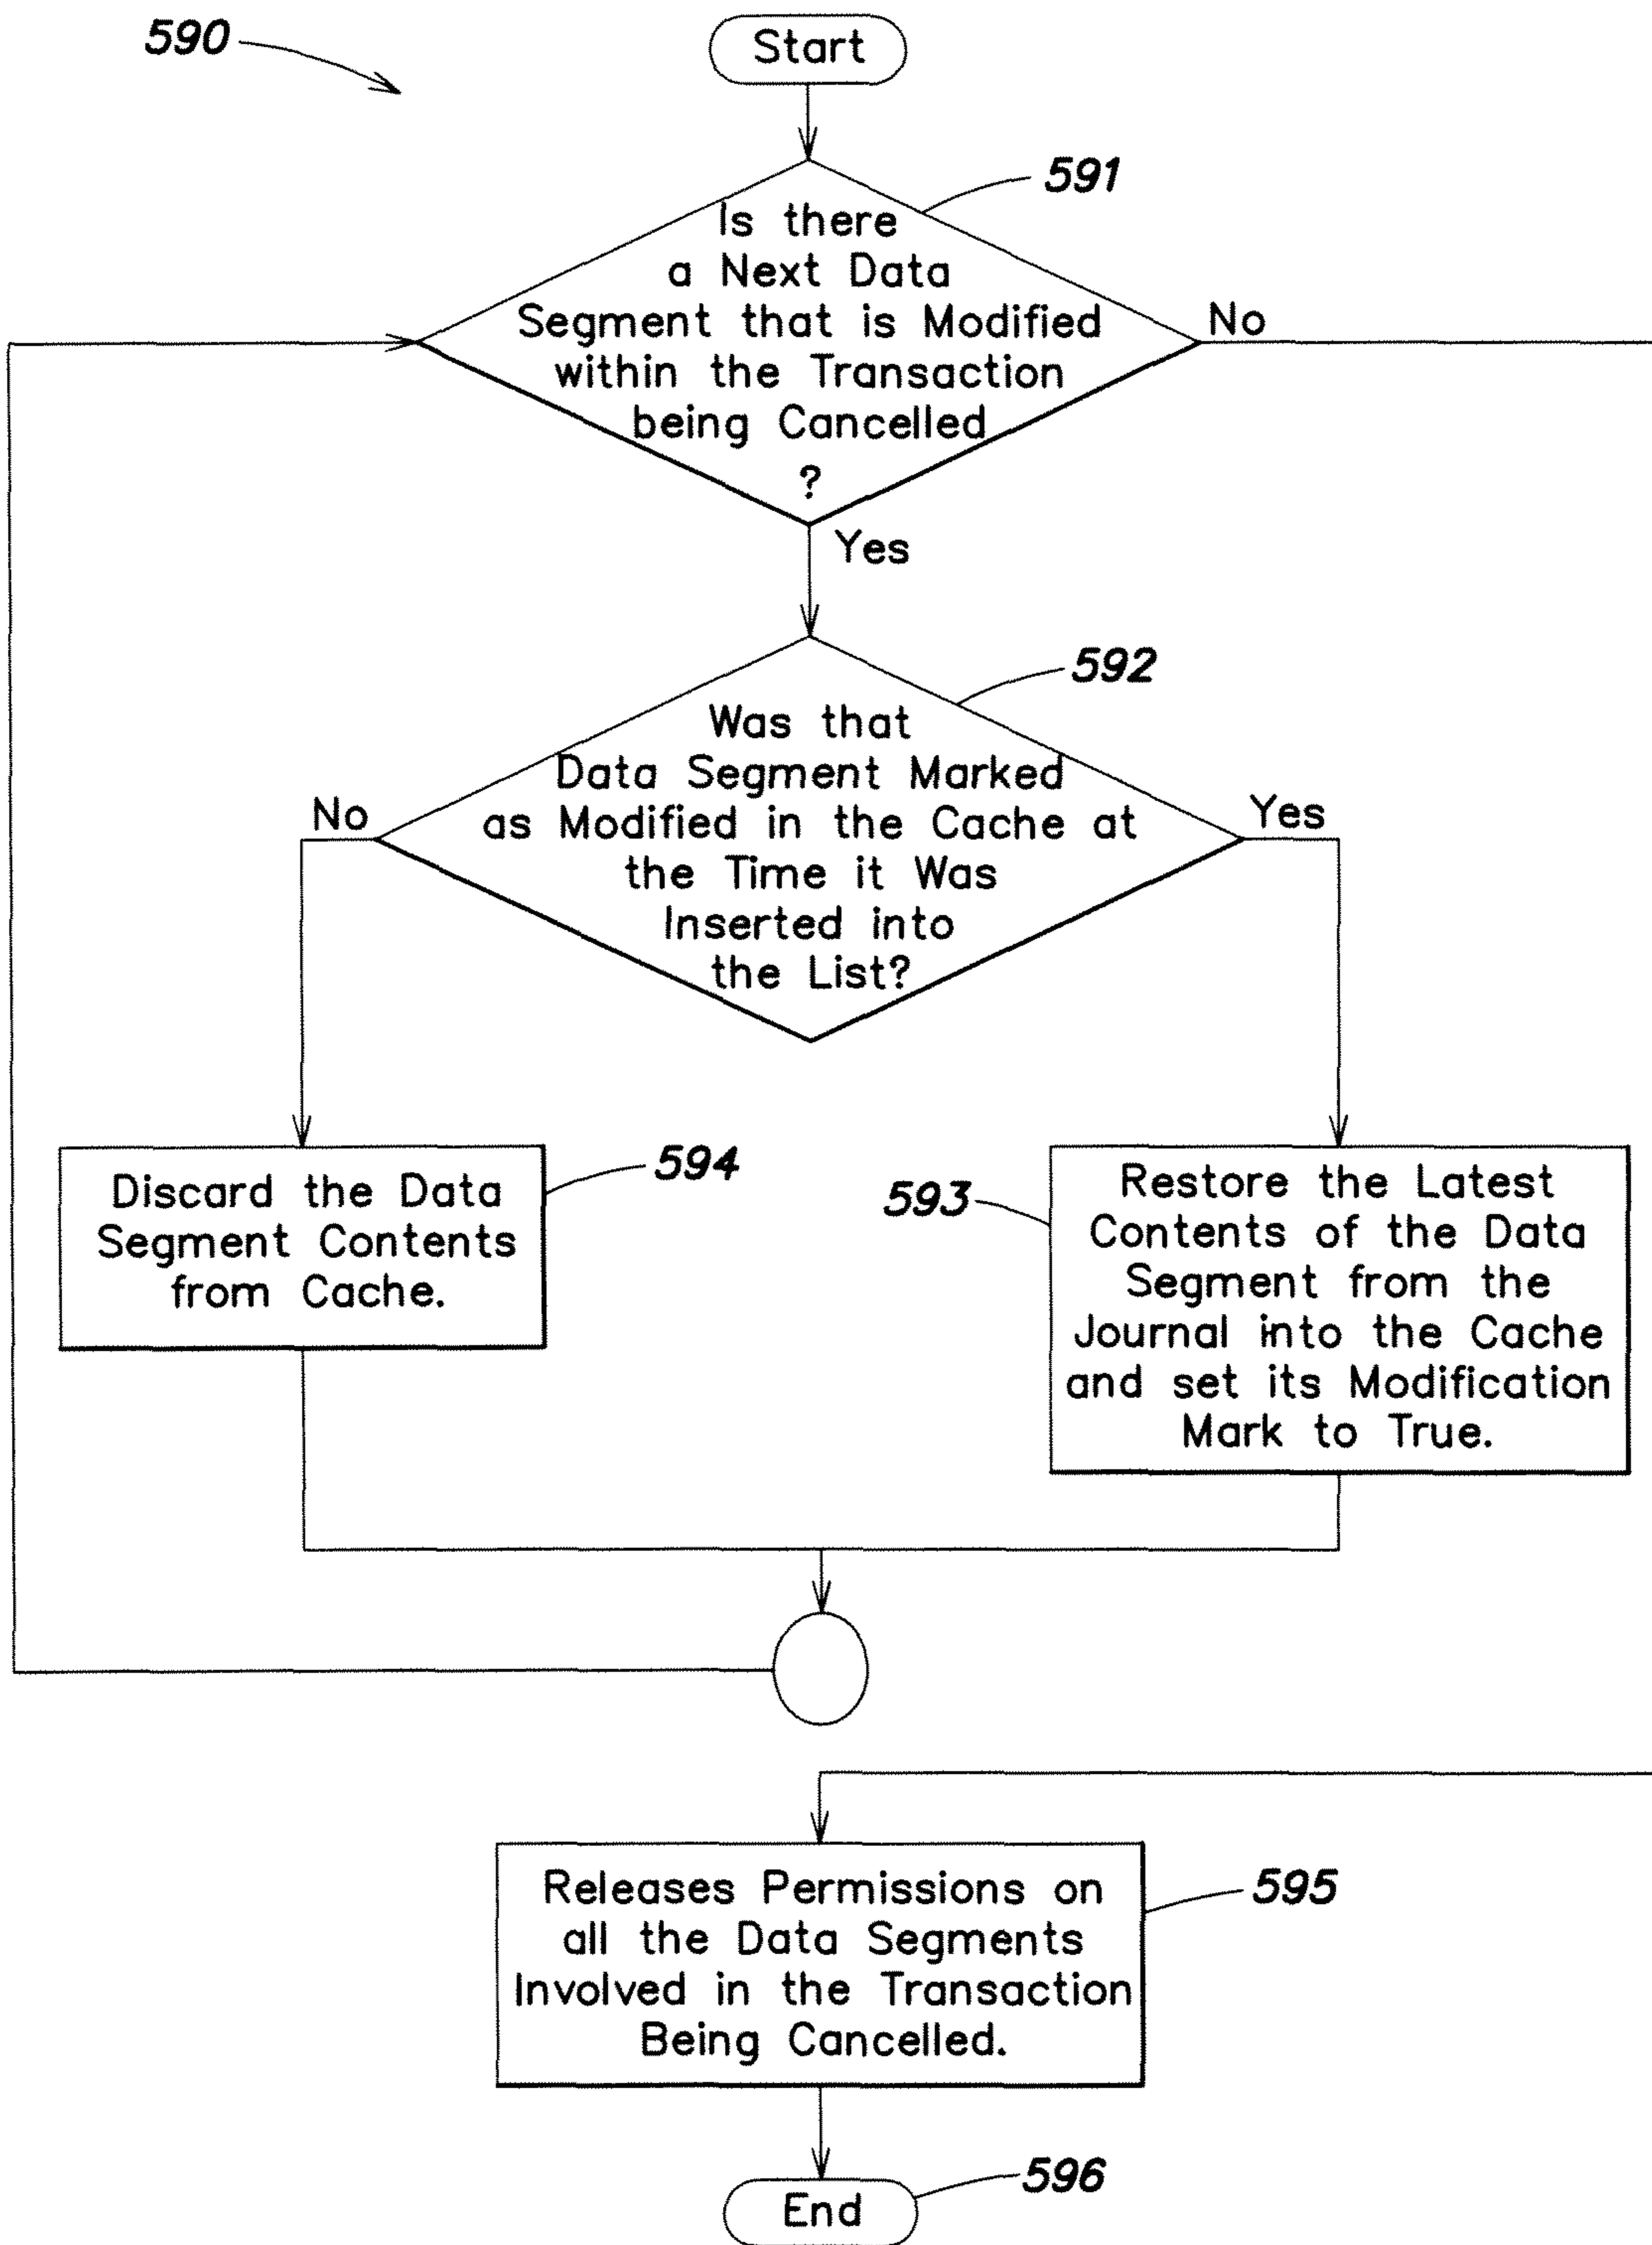 590
Start
591
Is there
a Next Data
Segment that is Modified
within the Transaction
being Cancelled
?
No
Yes
592
Was that
Data Segment Marked
as Modified in the Cache at
the Time it Was
Inserted into
the List?
No
Yes
594
Discard the Data
Segment Contents
from Cache.
593
Restore the Latest
Contents of the Data
Segment from the
Journal into the Cache
and set its Modification
Mark to True.
595
Releases Permissions on
all the Data Segments
Involved in the Transaction
Being Cancelled.
596
End